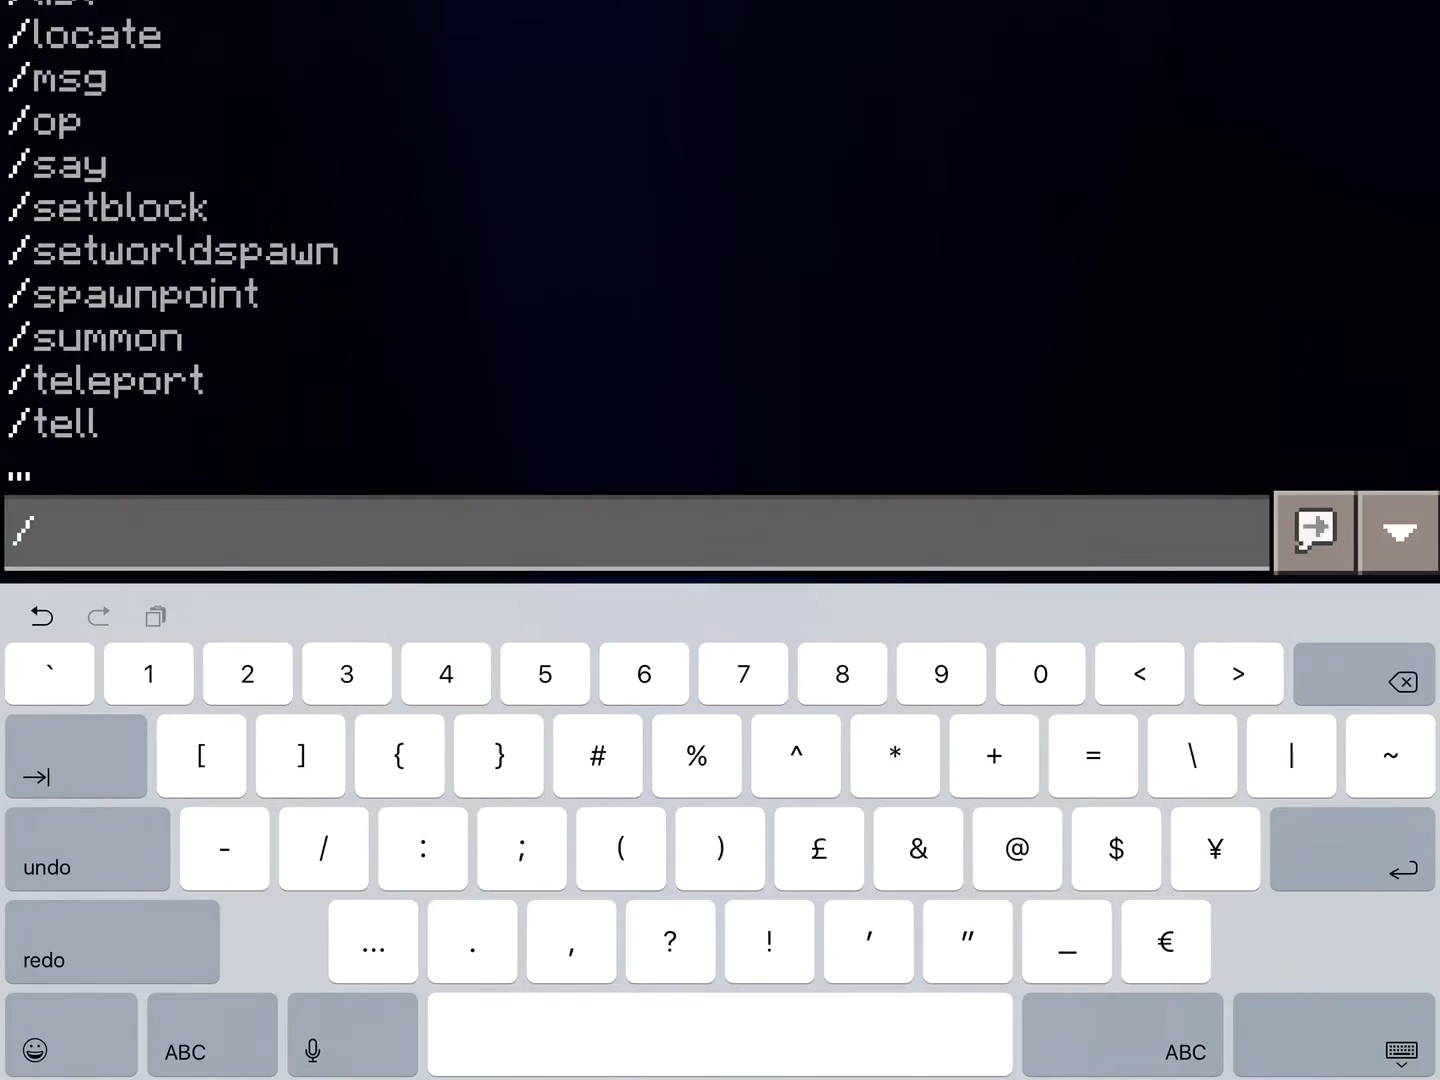 /locate
/msg
/op
/say
/setblock
/setworldspawn
/spawnpoint
/summon
/teleport
/tell
...
/
` 1 2 3 4 5 6 7 8 9 0 < >
[ ] { } # % ^ * + = \ | ~
undo - / : ; ( ) £ & @ $ ¥
redo … . , ? ! ' " _ €
ABC ABC